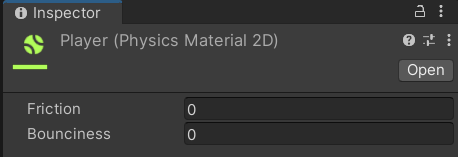 Inspector
Player (Physics Material 2D)
Open
Friction 0
Bounciness 0